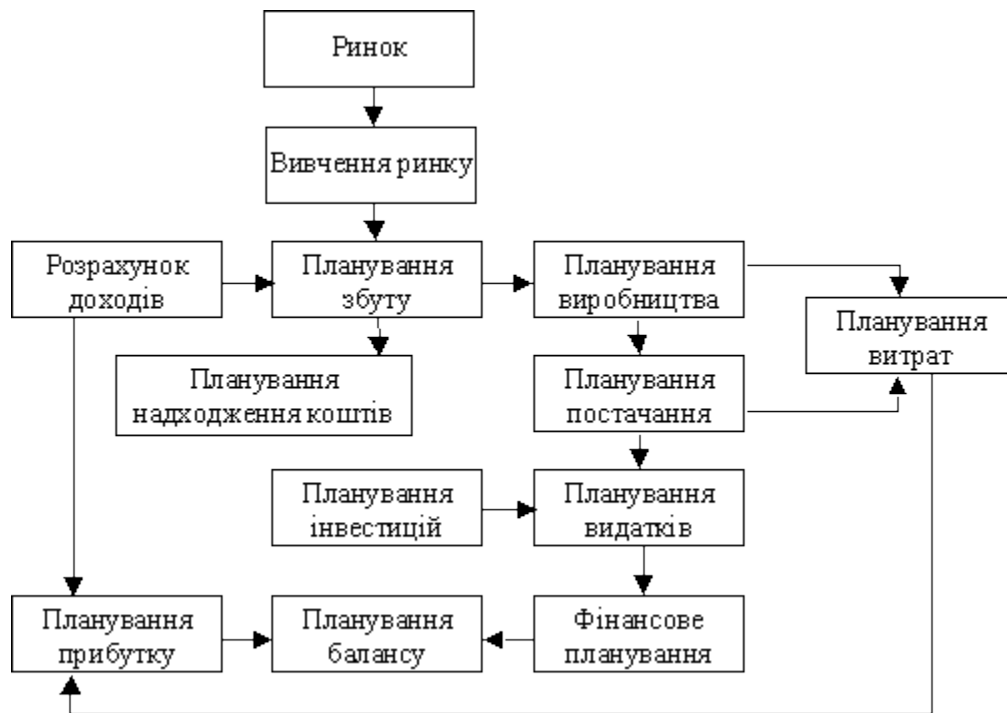 Ринок
Вивчення ринку
Розрахунок
доходів
Планування
збуту
Планування
виробництва
Планування
витрат
Планування
надходження коштів
Планування
постачання
Планування
інвестицій
Планування
видатків
Планування
прибутку
Планування
балансу
Фінансове
планування